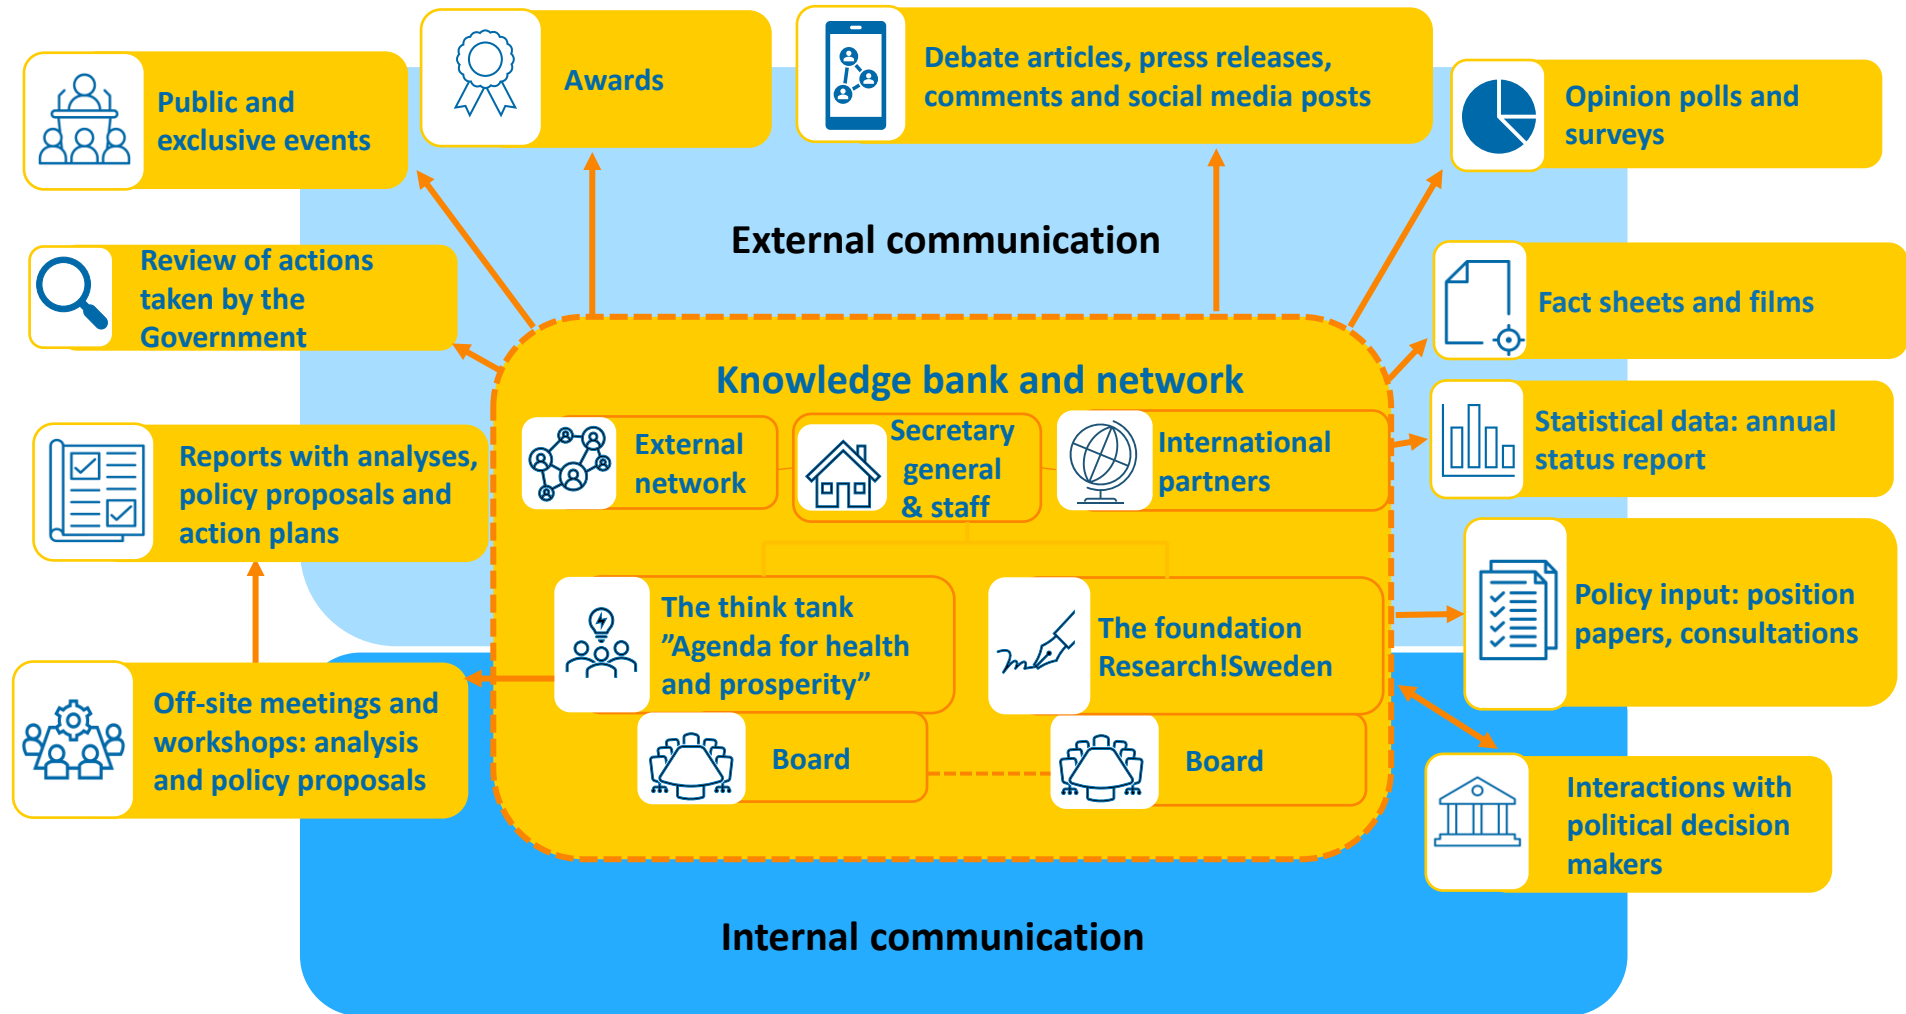 Public and
exclusive events
Awards
Debate articles, press releases,
comments and social media posts
Opinion polls and
surveys
External communication
Review of actions
taken by the
Government
Fact sheets and films
Knowledge bank and network
External
network
Secretary
general
& staff
International
partners
Statistical data: annual
status report
Reports with analyses,
policy proposals and
action plans
The think tank
”Agenda for health
and prosperity”
The foundation
Research!Sweden
Policy input: position
papers, consultations
Off-site meetings and
workshops: analysis
and policy proposals
Board
Board
Interactions with
political decision
makers
Internal communication